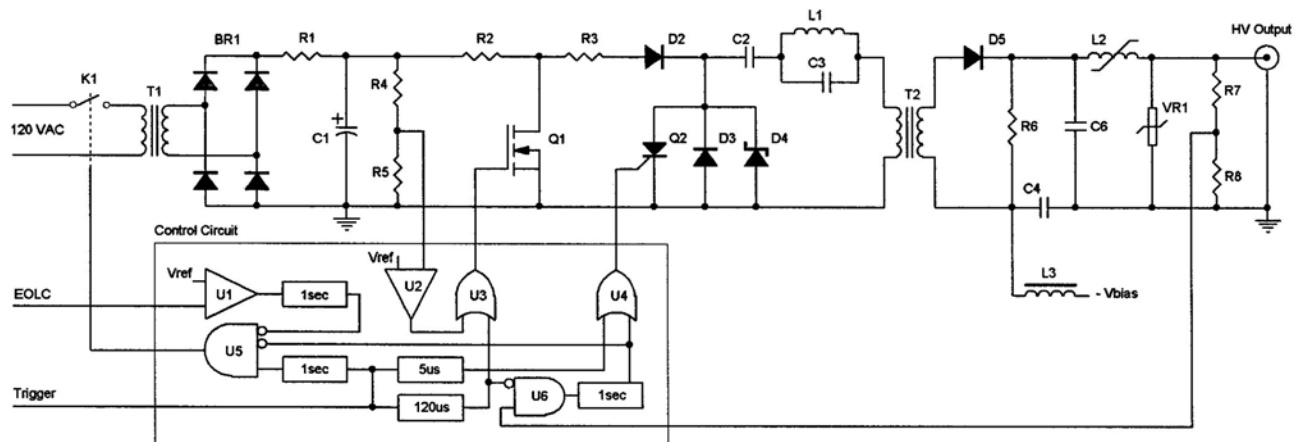 L1
HV Output
BR1
R1
R2
R3
D2
C2
D5
L2
K1
T1
C3
R4
R7
T2
120 VAC
C1
Q1
Q2
D3
D4
R6
C6
VR1
R5
R8
C4
Control Circuit
Vref
Vref
L3
U1
1sec
U2
U3
U4
- Vbias
EOLC
U5
1sec
5us
U6
1sec
Trigger
120us